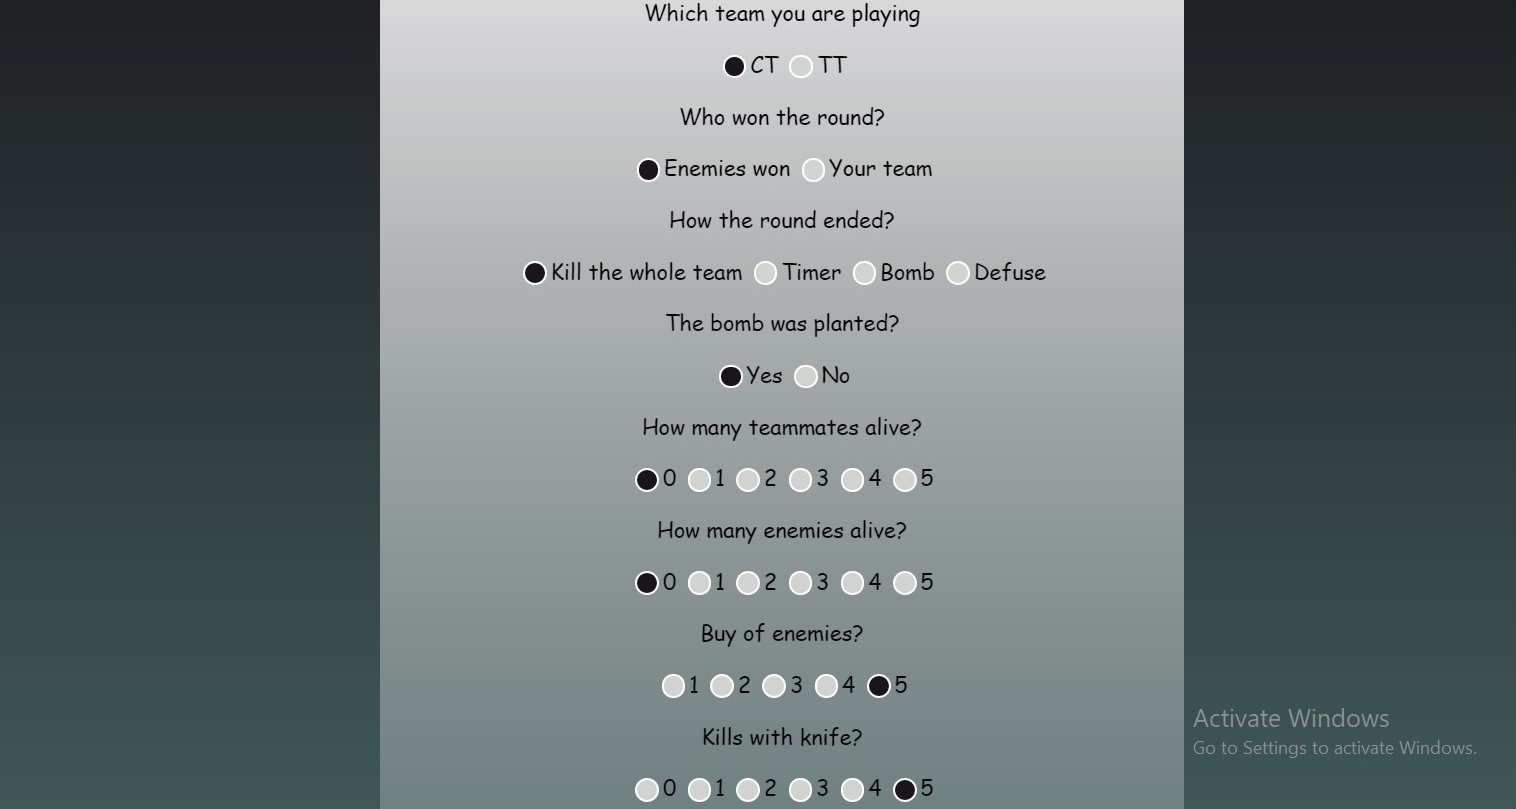 Which team you are playing
CT TT
Who won the round?
Enemies won Your team
How the round ended?
Kill the whole team Timer Bomb Defuse
The bomb was planted?
Yes No
How many teammates alive?
0 1 2 3 4 5
How many enemies alive?
0 1 2 3 4 5
Buy of enemies?
1 2 3 4 5
Kills with knife?
0 1 2 3 4 5
Activate Windows
Go to Settings to activate Windows.